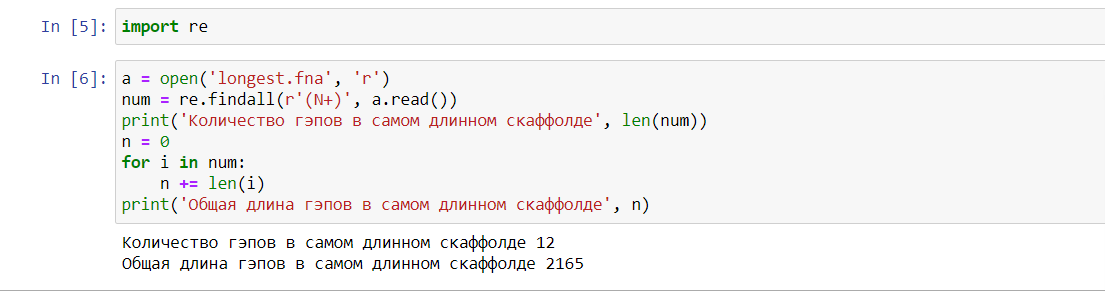 In [5]: import re
In [6]: a = open('longest.fna', 'r')
num = re.findall(r'(N+)', a.read())
print('Количество гэпов в самом длинном скаффолде', len(num))
n = 0
for i in num:
    n += len(i)
print('Общая длина гэпов в самом длинном скаффолде', n)
Количество гэпов в самом длинном скаффолде 12
Общая длина гэпов в самом длинном скаффолде 2165